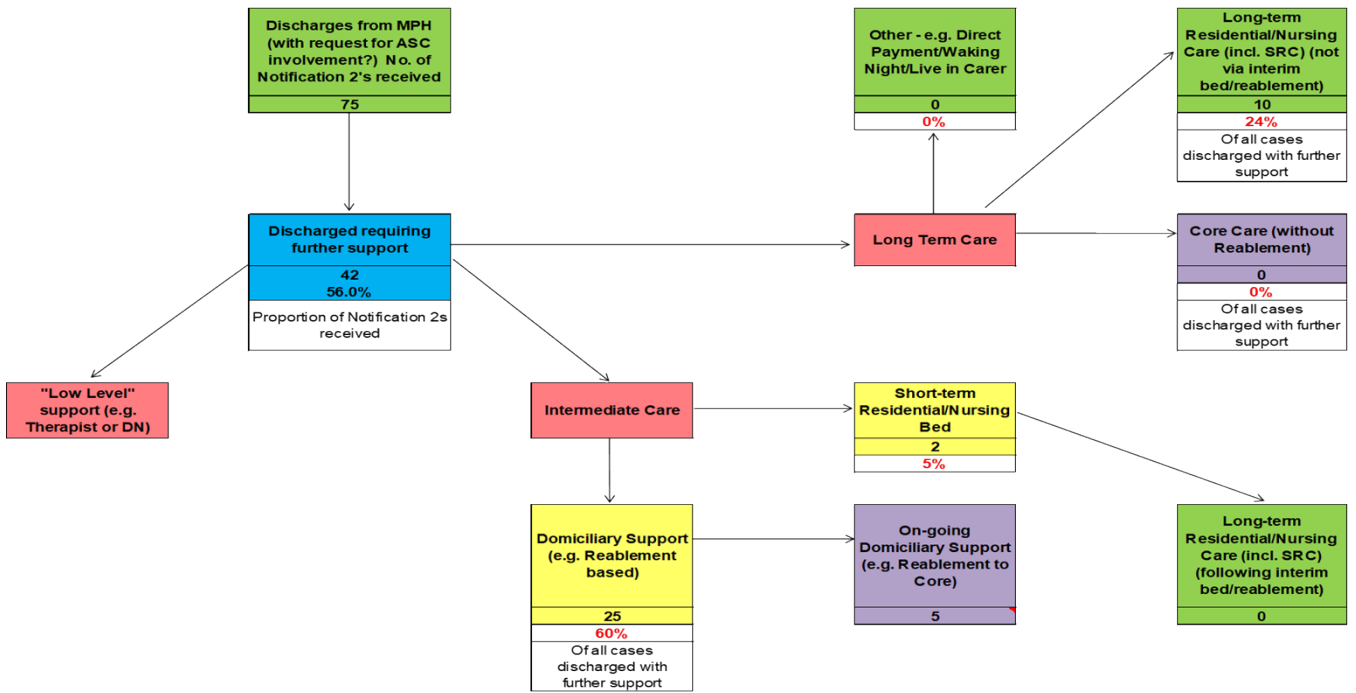 Discharges from MPH
(with request for ASC
involvement?)  No. of
Notification 2's received
75
Other - e.g. Direct
Payment/Waking
Night/Live in Carer
0
0%
Long-term
Residential/Nursing
Care (incl. SRC) (not
via interim
bed/reablement)
10
24%
Of all cases
discharged with further
support
Discharged requiring
further support
42
56.0%
Proportion of Notification 2s
received
Long Term Care
Core Care (without
Reablement)
0
0%
Of all cases
discharged with further
support
"Low Level"
support (e.g.
Therapist or DN)
Intermediate Care
Short-term
Residential/Nursing
Bed
2
5%
Domiciliary Support
(e.g. Reablement
based)
25
60%
Of all cases
discharged with
further support
On-going
Domiciliary Support
(e.g. Reablement to
Core)
5
Long-term
Residential/Nursing
Care (incl. SRC)
(following interim
bed/reablement)
0